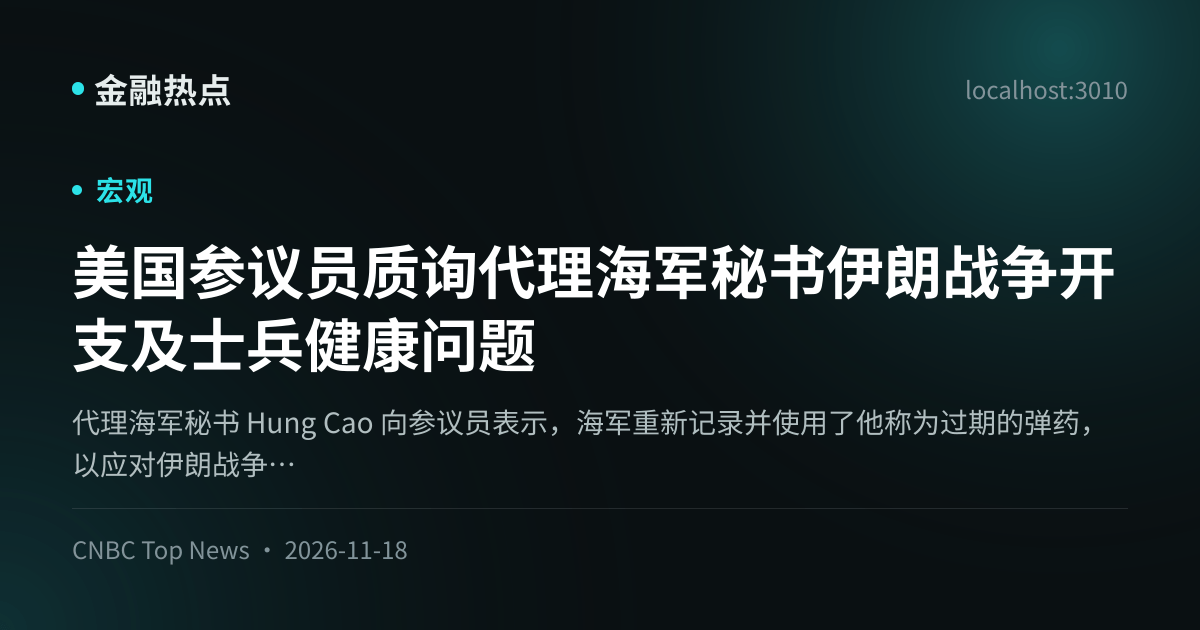 金融热点
localhost:3010
宏观
美国参议员质询代理海军秘书伊朗战争开
支及士兵健康问题
代理海军秘书 Hung Cao 向参议员表示，海军重新记录并使用了他称为过期的弹药，
以应对伊朗战争…
CNBC Top News · 2026-11-18